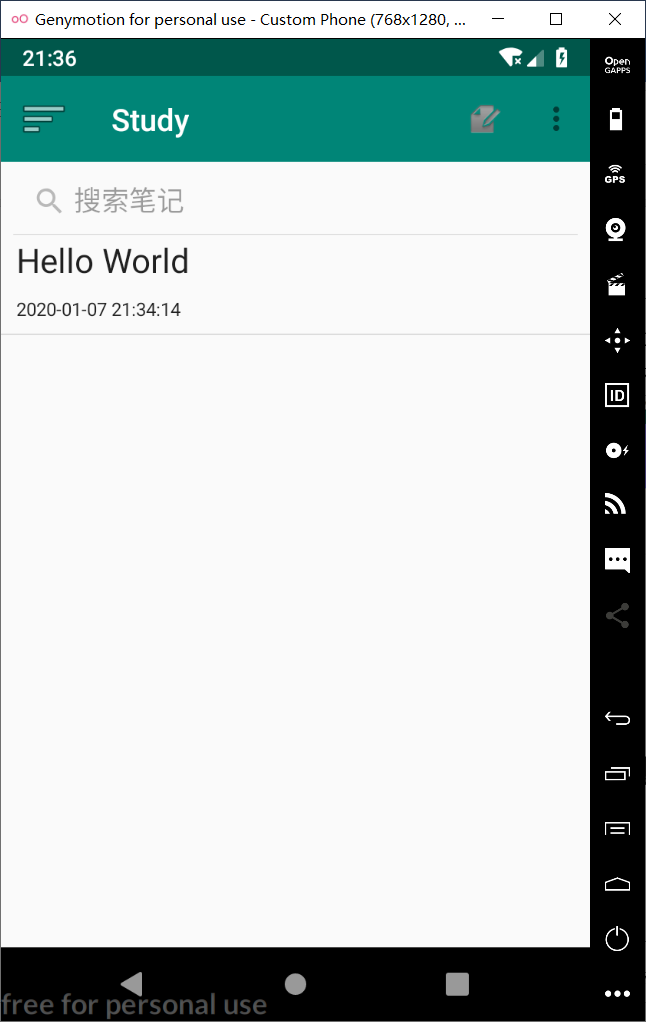 Genymotion for personal use - Custom Phone (768x1280, ...
21:36
Open
GAPPS
Study
GPS
搜索笔记
Hello World
2020-01-07 21:34:14
ID
free for personal use